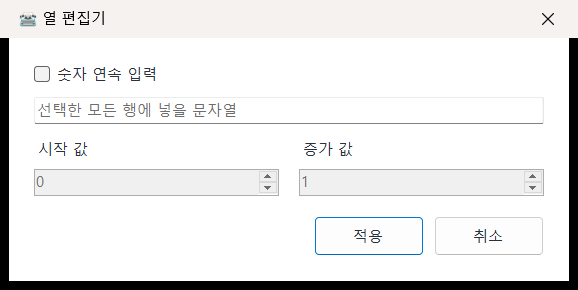 열 편집기
숫자 연속 입력
선택한 모든 행에 넣을 문자열
시작 값
증가 값
0
1
적용
취소